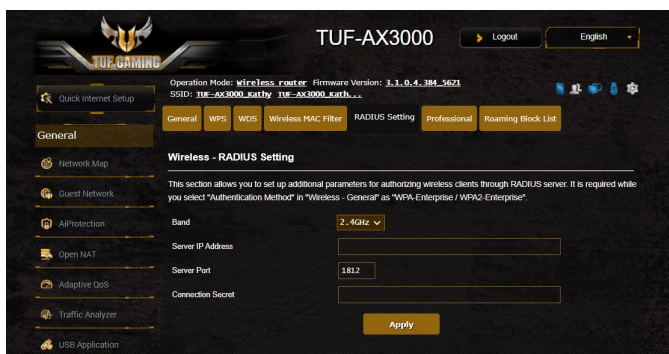 TUF-AX3000
Logout
English
TUF GAMING
Operation Mode: Wireless router Firmware Version: 3.1.0.4.384_5621
SSID: TUF-AX3000_Kathy TUF-AX3000_Kath...
Quick Internet Setup
General WPS WDS Wireless MAC Filter RADIUS Setting Professional Roaming Block List
General
Network Map
Guest Network
AiProtection
Open NAT
Adaptive QoS
Traffic Analyzer
USB Application
Wireless - RADIUS Setting
This section allows you to set up additional parameters for authorizing wireless clients through RADIUS server. It is required while
you select "Authentication Method" in "Wireless - General" as "WPA-Enterprise / WPA2-Enterprise".
Band 2.4GHz
Server IP Address
Server Port 1812
Connection Secret
Apply